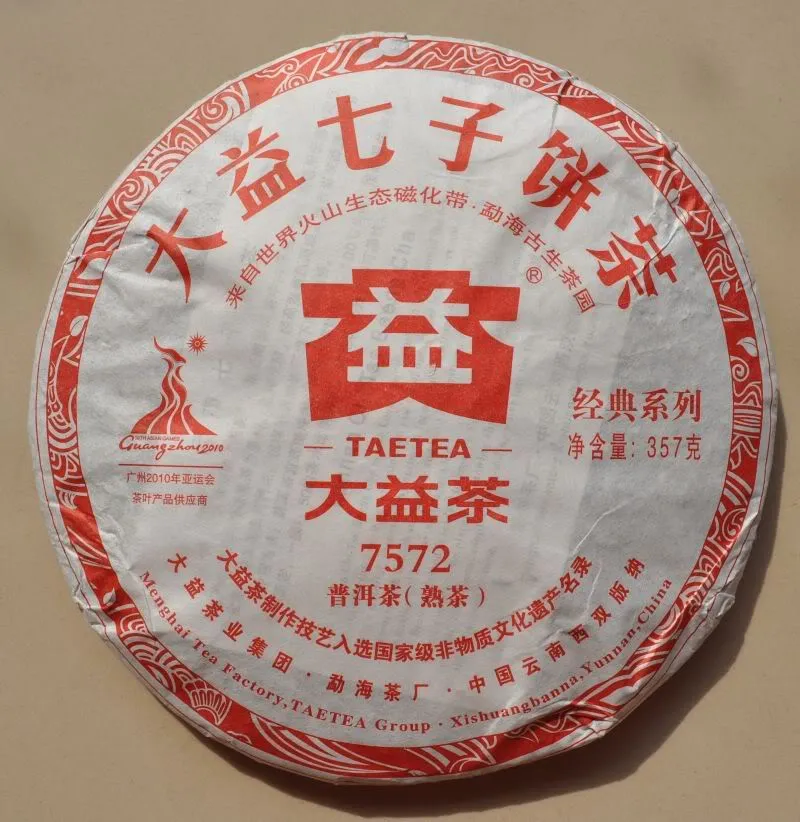 大益七子饼茶
来自世界火山生态磁化带·勐海古生茶园
益
®
TAETEA
大益茶
7572
普洱茶(熟茶)
经典系列
净含量: 357克
16TH ASIAN GAMES
Guangzhou2010
广州2010年亚运会
茶叶产品供应商
大益茶制作技艺入选国家级非物质文化遗产名录
大益茶业集团·勐海茶厂·中国云南西双版纳
Menghai Tea Factory,TAETEA Group · Xishuangbanna,Yunnan,China